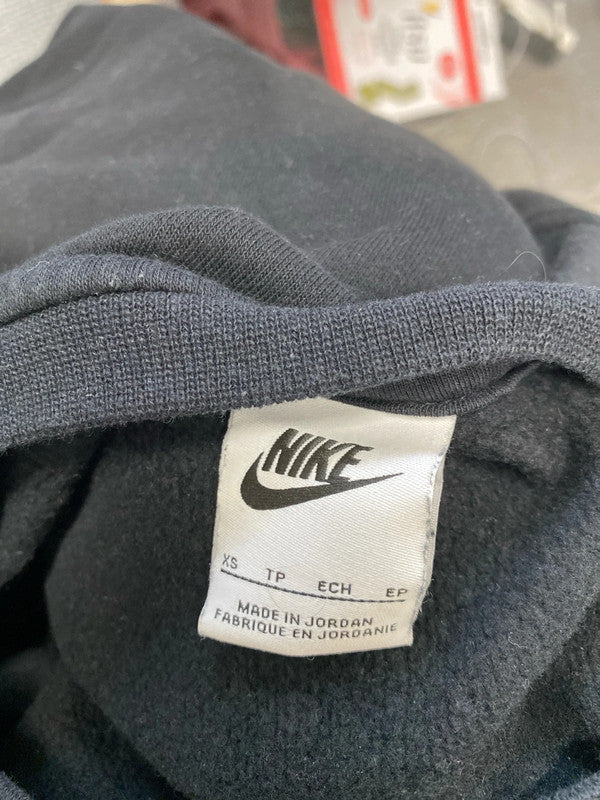 NIKE
XS TP ECH EP
MADE IN JORDAN
FABRIQUE EN JORDANIE